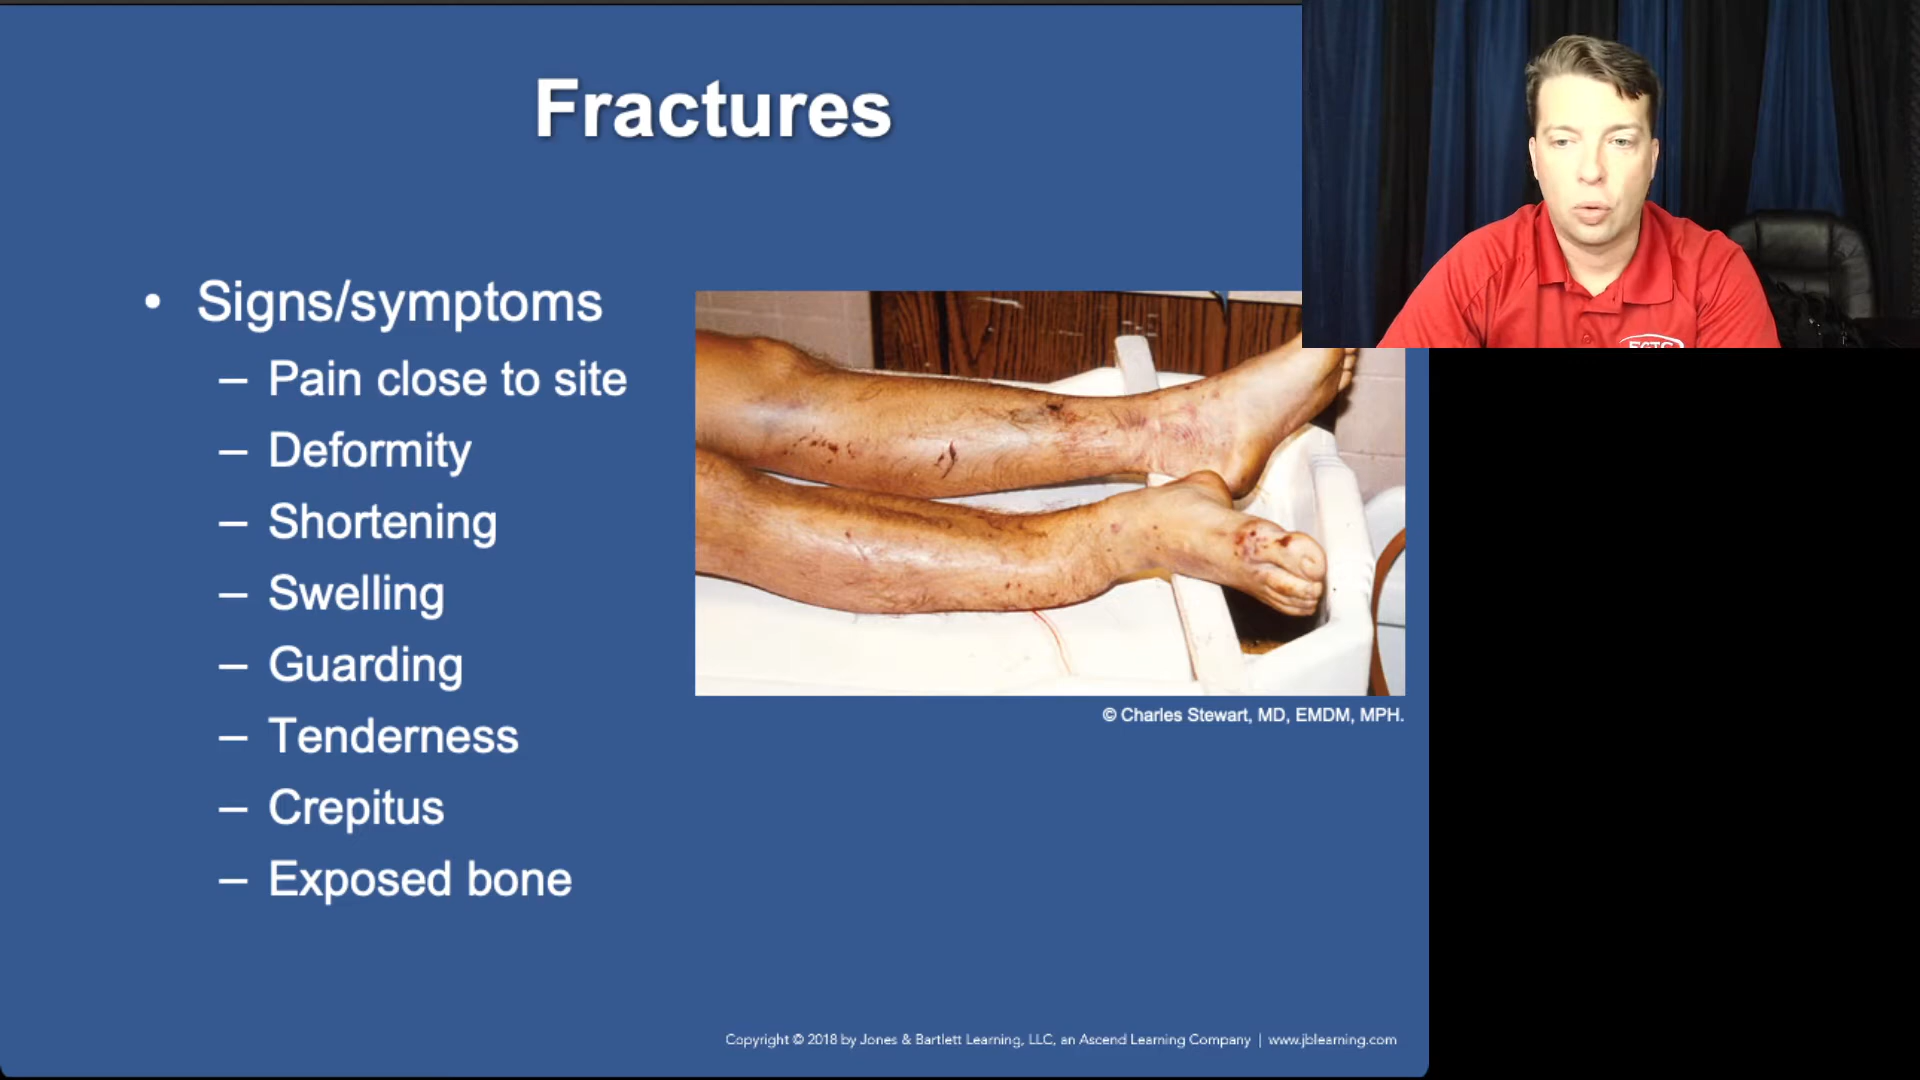 Fractures
• Signs/symptoms
– Pain close to site
– Deformity
– Shortening
– Swelling
– Guarding
– Tenderness
– Crepitus
– Exposed bone
© Charles Stewart, MD, EMDM, MPH.
Copyright © 2018 by Jones & Bartlett Learning, LLC, an Ascend Learning Company | www.jblearning.com